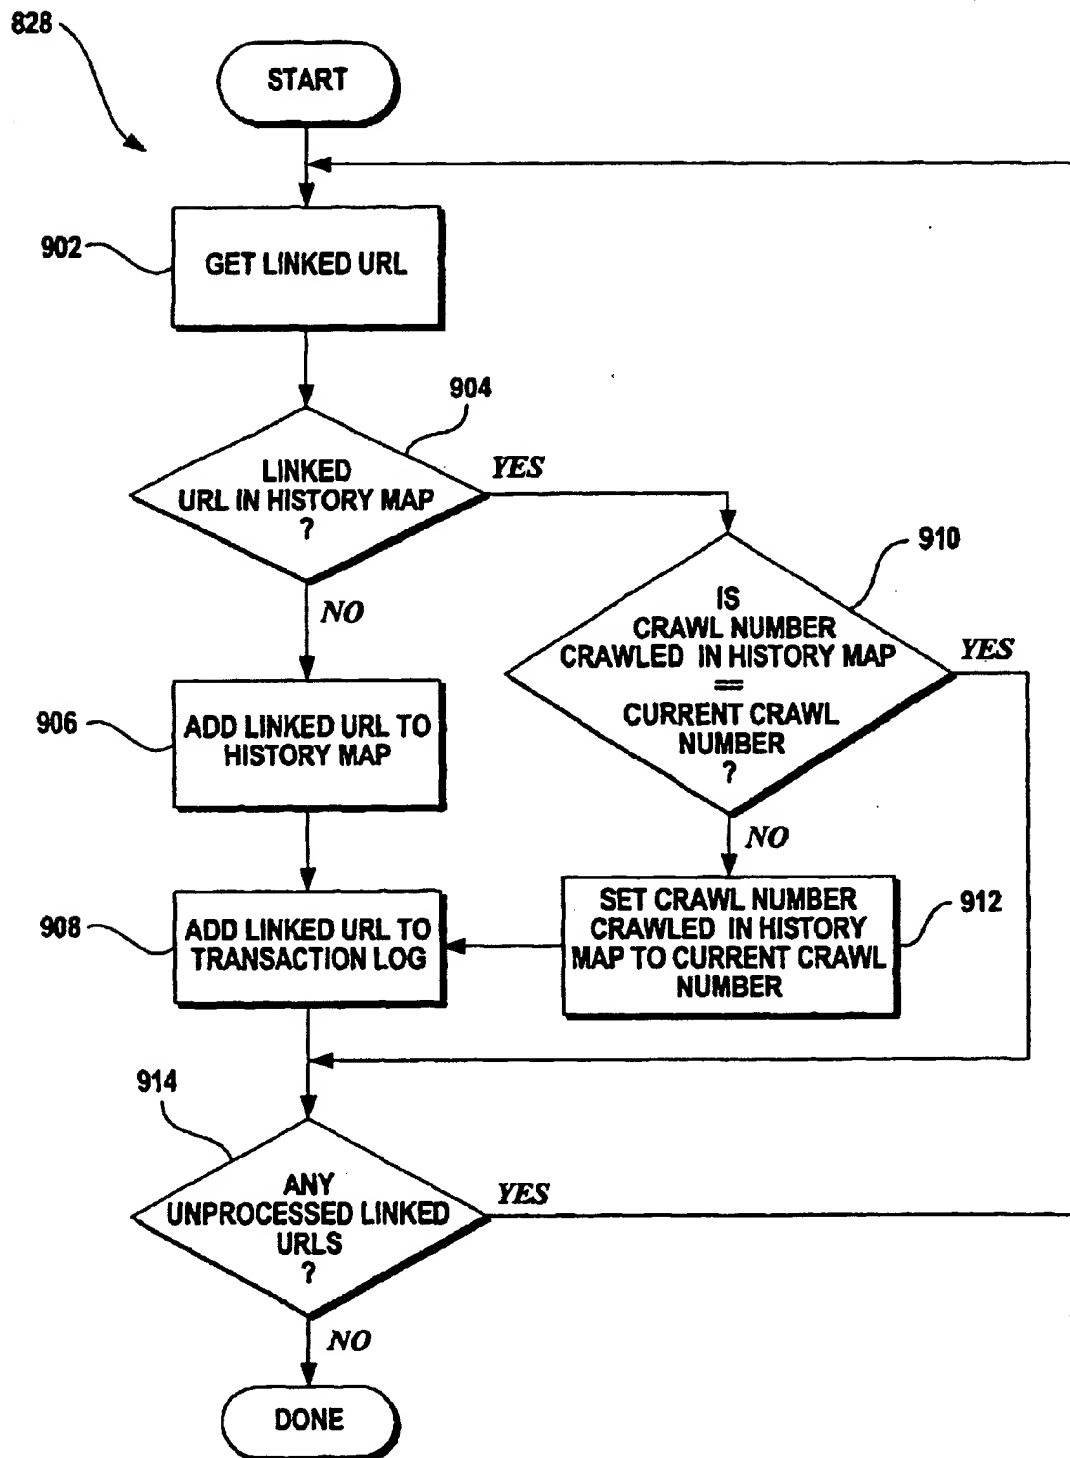 828
START
902
GET LINKED URL
904
LINKED
URL IN HISTORY MAP
?
YES
NO
910
IS
CRAWL NUMBER
CRAWLED IN HISTORY MAP
==
CURRENT CRAWL
NUMBER
?
YES
NO
906
ADD LINKED URL TO
HISTORY MAP
908
ADD LINKED URL TO
TRANSACTION LOG
912
SET CRAWL NUMBER
CRAWLED IN HISTORY
MAP TO CURRENT CRAWL
NUMBER
914
ANY
UNPROCESSED LINKED
URLS
?
YES
NO
DONE